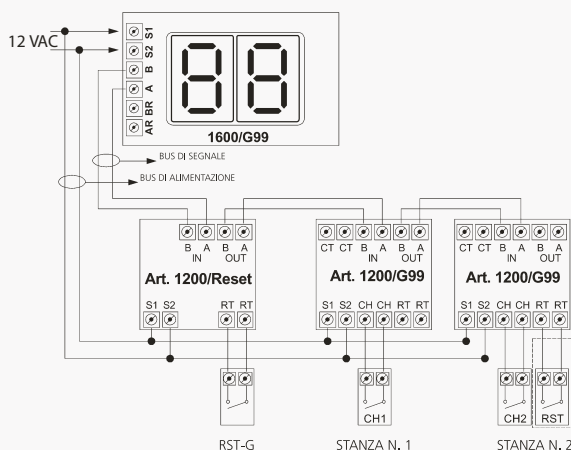 12 VAC
S1
S2
B
A
BR
AR
88
1600/G99
BUS DI SEGNALE
BUS DI ALIMENTAZIONE
B A B A
IN OUT
Art. 1200/Reset
S1 S2 RT RT
CT CT B A B A
IN OUT
Art. 1200/G99
S1 S2 CH CH RT RT
CT CT B A B A
IN OUT
Art. 1200/G99
S1 S2 CH CH RT RT
CH1
CH2
RST
RST-G
STANZA N. 1
STANZA N. 2